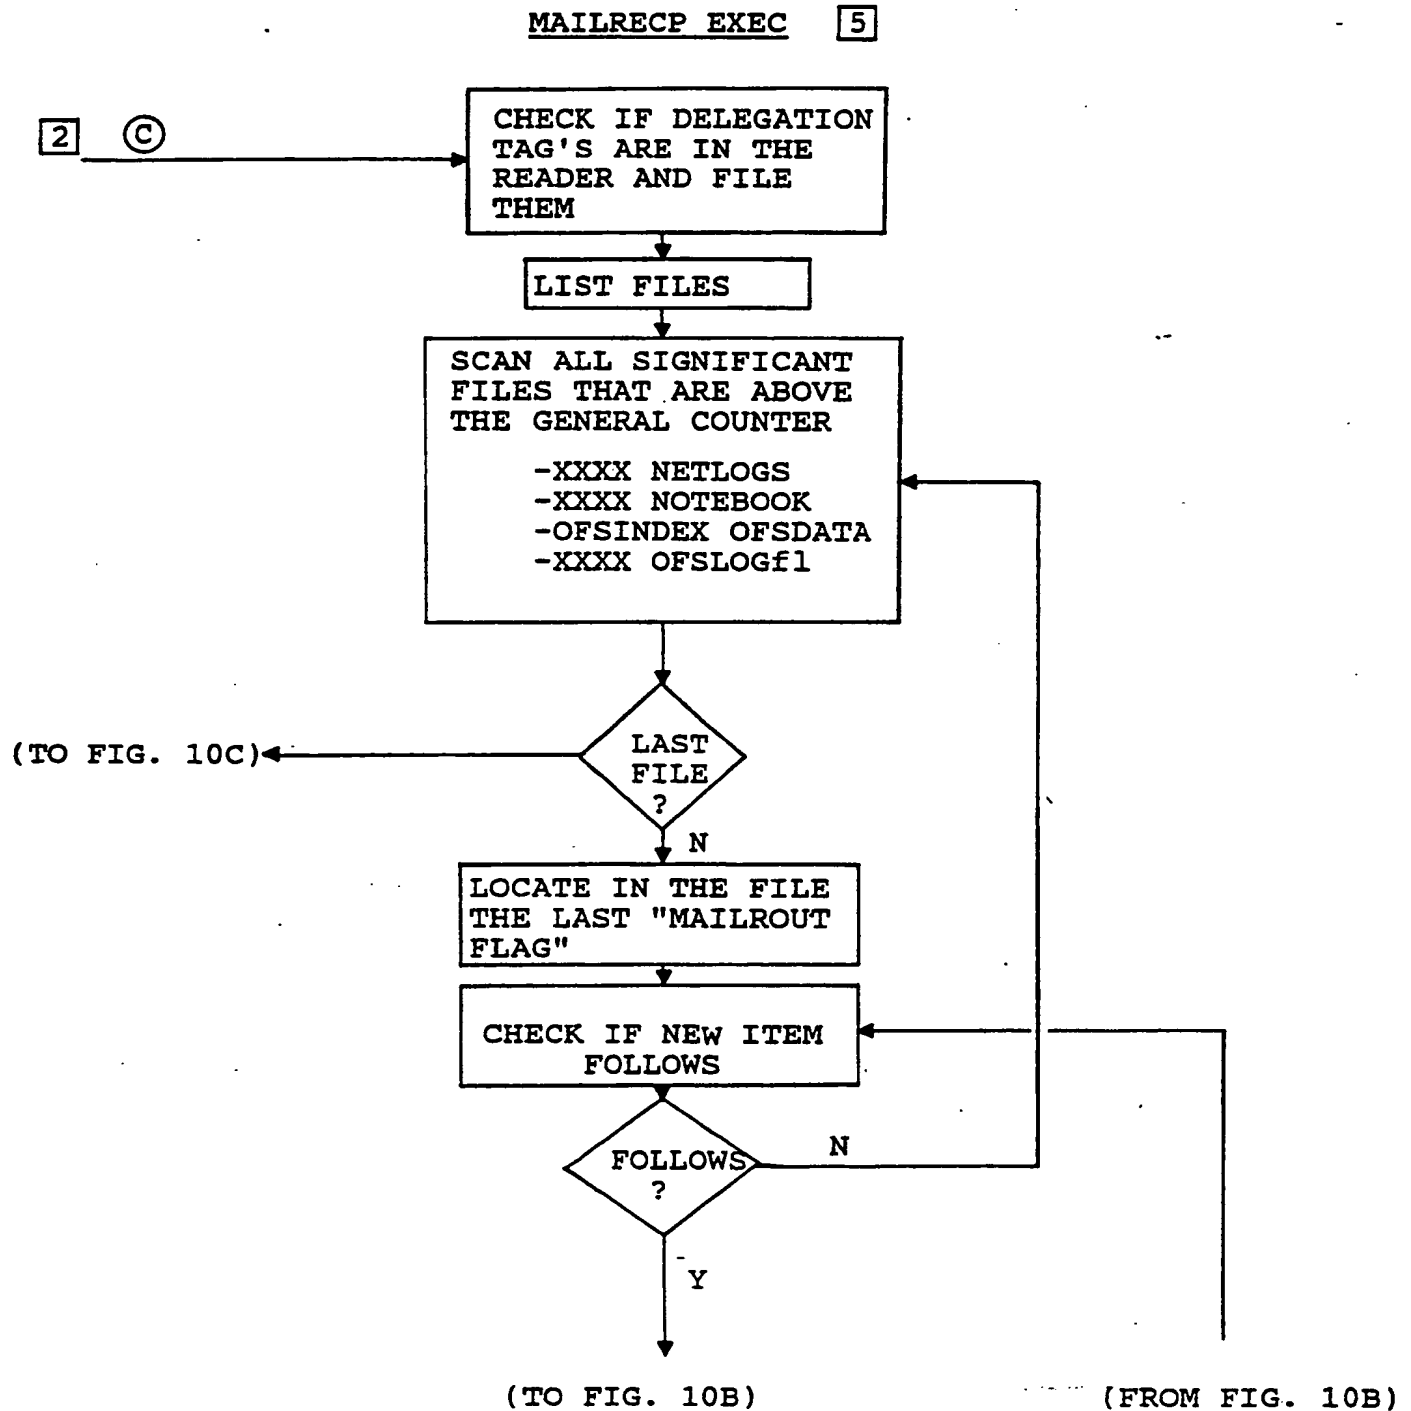 MAILRECP EXEC 5
2 C
CHECK IF DELEGATION
TAG'S ARE IN THE
READER AND FILE
THEM
LIST FILES
SCAN ALL SIGNIFICANT
FILES THAT ARE ABOVE
THE GENERAL COUNTER
-XXXX NETLOGS
-XXXX NOTEBOOK
-OFSINDEX OFSDATA
-XXXX OFSLOGfl
(TO FIG. 10C)
LAST
FILE
?
N
LOCATE IN THE FILE
THE LAST "MAILROUT
FLAG"
CHECK IF NEW ITEM
FOLLOWS
FOLLOWS
?
N
Y
(TO FIG. 10B)
(FROM FIG. 10B)